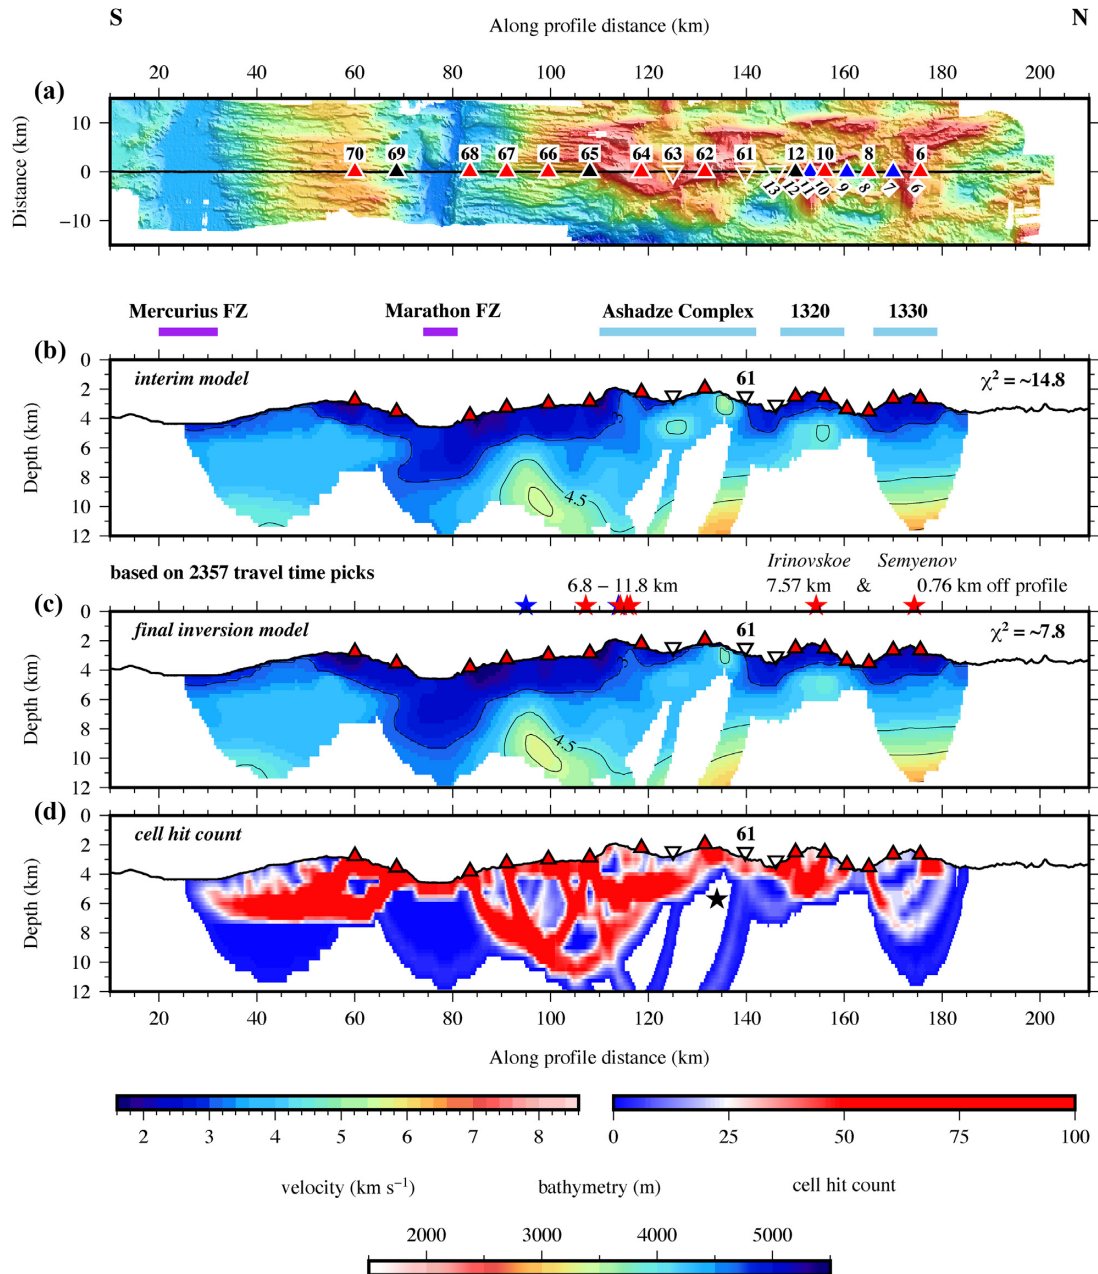 S N
Along profile distance (km)
20 40 60 80 100 120 140 160 180 200
(a)
Distance (km)
10
0
−10
70 69 68 67 66 65 64 63 62 61 12 10 8 6
13 12 11 10 9 8 7 6
Mercurius FZ Marathon FZ Ashadze Complex 1320 1330
(b)
interim model
61
χ² = ~14.8
3
4.5
Depth (km)
0
2
4
6
8
10
12
based on 2357 travel time picks
6.8 – 11.8 km
Irinovskoe Semyenov
7.57 km & 0.76 km off profile
(c)
final inversion model
61
χ² = ~7.8
3
4.5
Depth (km)
0
2
4
6
8
10
12
(d)
cell hit count
61
Depth (km)
0
2
4
6
8
10
12
20 40 60 80 100 120 140 160 180 200
Along profile distance (km)
2 3 4 5 6 7 8
velocity (km s⁻¹)
0 25 50 75 100
cell hit count
bathymetry (m)
2000 3000 4000 5000